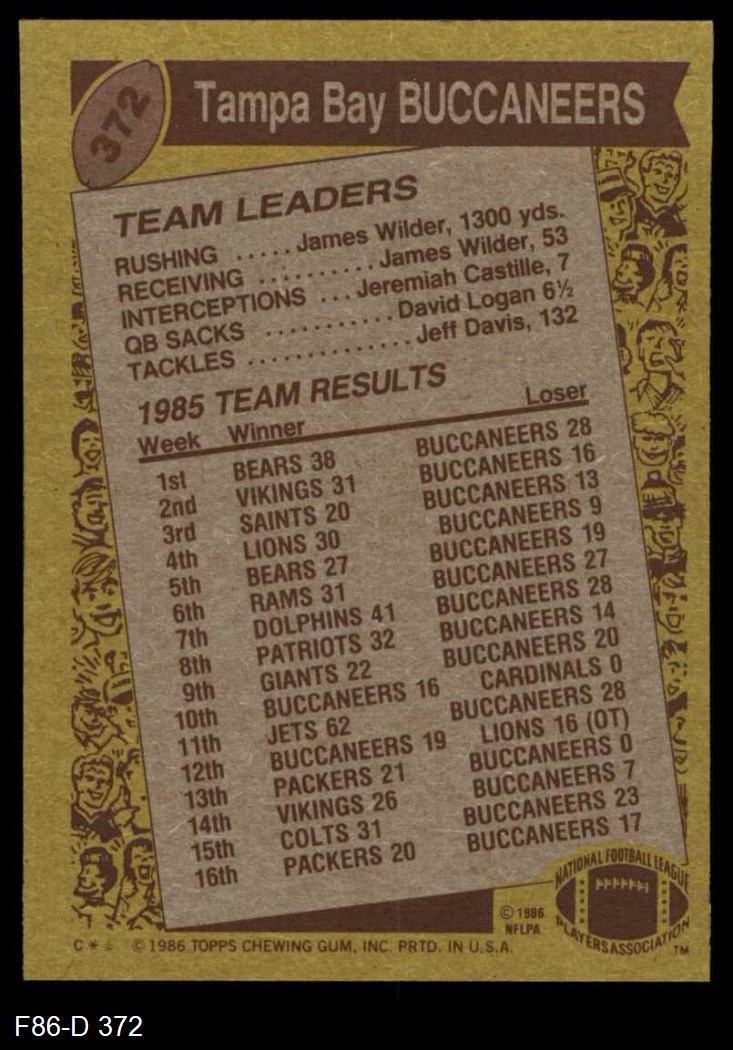 372
Tampa Bay BUCCANEERS
TEAM LEADERS
RUSHING ..... James Wilder, 1300 yds.
RECEIVING .......... James Wilder, 53
INTERCEPTIONS ... Jeremiah Castille, 7
QB SACKS ........... David Logan 6½
TACKLES .............. Jeff Davis, 132
1985 TEAM RESULTS
Week Winner Loser
1st BEARS 38 BUCCANEERS 28
2nd VIKINGS 31 BUCCANEERS 16
3rd SAINTS 20 BUCCANEERS 13
4th LIONS 30 BUCCANEERS 9
5th BEARS 27 BUCCANEERS 19
6th RAMS 31 BUCCANEERS 27
7th DOLPHINS 41 BUCCANEERS 28
8th PATRIOTS 32 BUCCANEERS 14
9th GIANTS 22 BUCCANEERS 20
10th BUCCANEERS 16 CARDINALS 0
11th JETS 62 BUCCANEERS 28
12th BUCCANEERS 19 LIONS 16 (OT)
13th PACKERS 21 BUCCANEERS 0
14th VIKINGS 26 BUCCANEERS 7
15th COLTS 31 BUCCANEERS 23
16th PACKERS 20 BUCCANEERS 17
© 1986
NFLPA
NATIONAL FOOTBALL LEAGUE
PLAYERS ASSOCIATION
TM
C * © 1986 TOPPS CHEWING GUM, INC. PRTD. IN U.S.A.
F86-D 372